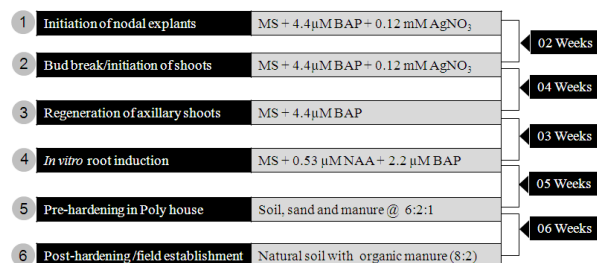 1 Initiation of nodal explants MS + 4.4µM BAP + 0.12 mM AgNO₃
02 Weeks
2 Bud break/initiation of shoots MS + 4.4µM BAP + 0.12 mM AgNO₃
04 Weeks
3 Regeneration of axillary shoots MS + 4.4µM BAP
03 Weeks
4 In vitro root induction MS + 0.53 µM NAA + 2.2 µM BAP
05 Weeks
5 Pre-hardening in Poly house Soil, sand and manure @ 6:2:1
06 Weeks
6 Post-hardening /field establishment Natural soil with organic manure (8:2)